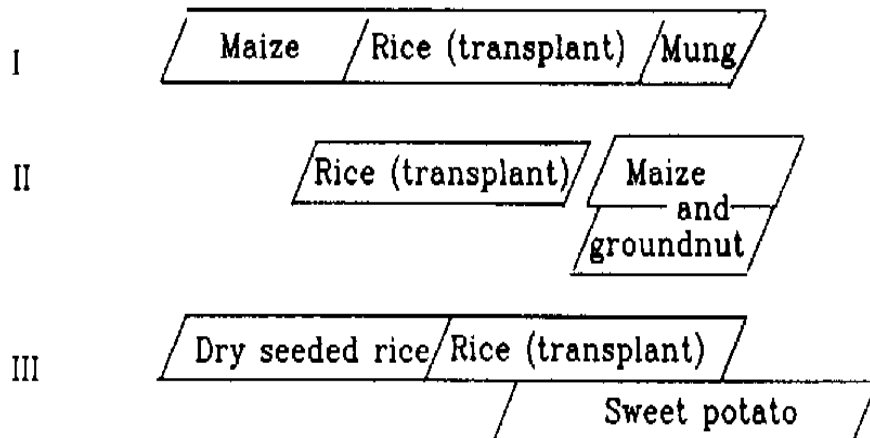 I Maize Rice (transplant) Mung
II Rice (transplant) Maize
and
groundnut
III Dry seeded rice Rice (transplant)
Sweet potato